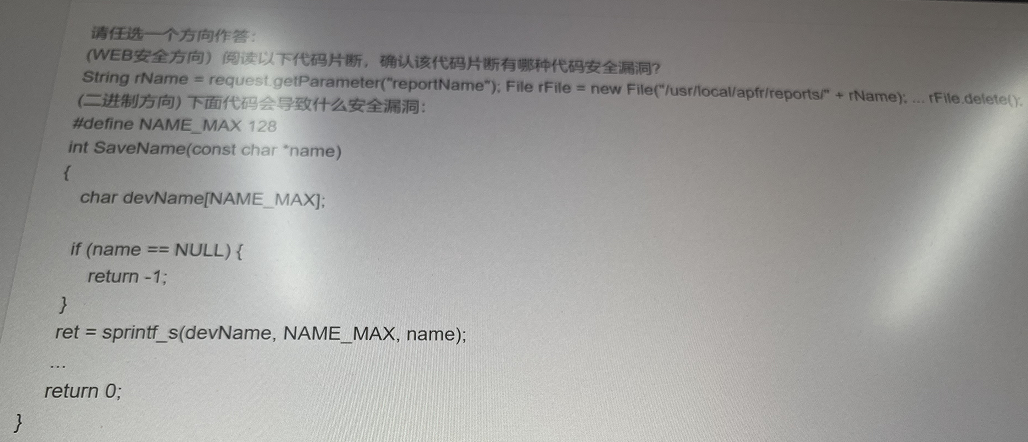 请任选一个方向作答：
(WEB安全方向) 阅读以下代码片断，确认该代码片断有哪种代码安全漏洞？
String rName = request.getParameter("reportName"); File rFile = new File("/usr/local/apfr/reports/" + rName); ... rFile.delete();
(二进制方向) 下面代码会导致什么安全漏洞：
#define NAME_MAX 128
int SaveName(const char *name)
{
char devName[NAME_MAX];
if (name == NULL) {
return -1;
}
ret = sprintf_s(devName, NAME_MAX, name);
...
return 0;
}